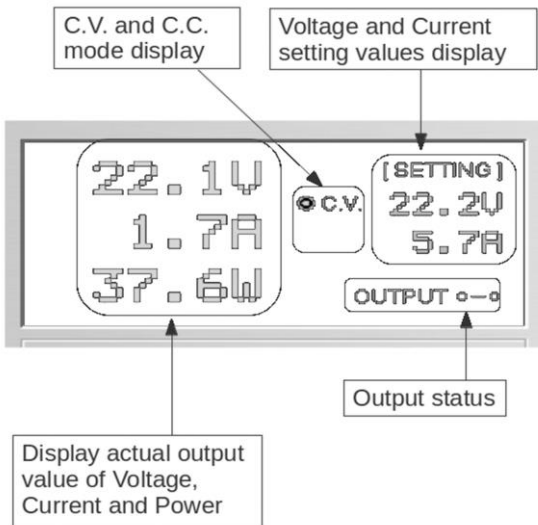 C.V. and C.C.
mode display
Voltage and Current
setting values display
22.1V
1.7A
37.6W
C.V.
[SETTING]
22.2V
5.7A
OUTPUT
Output status
Display actual output
value of Voltage,
Current and Power